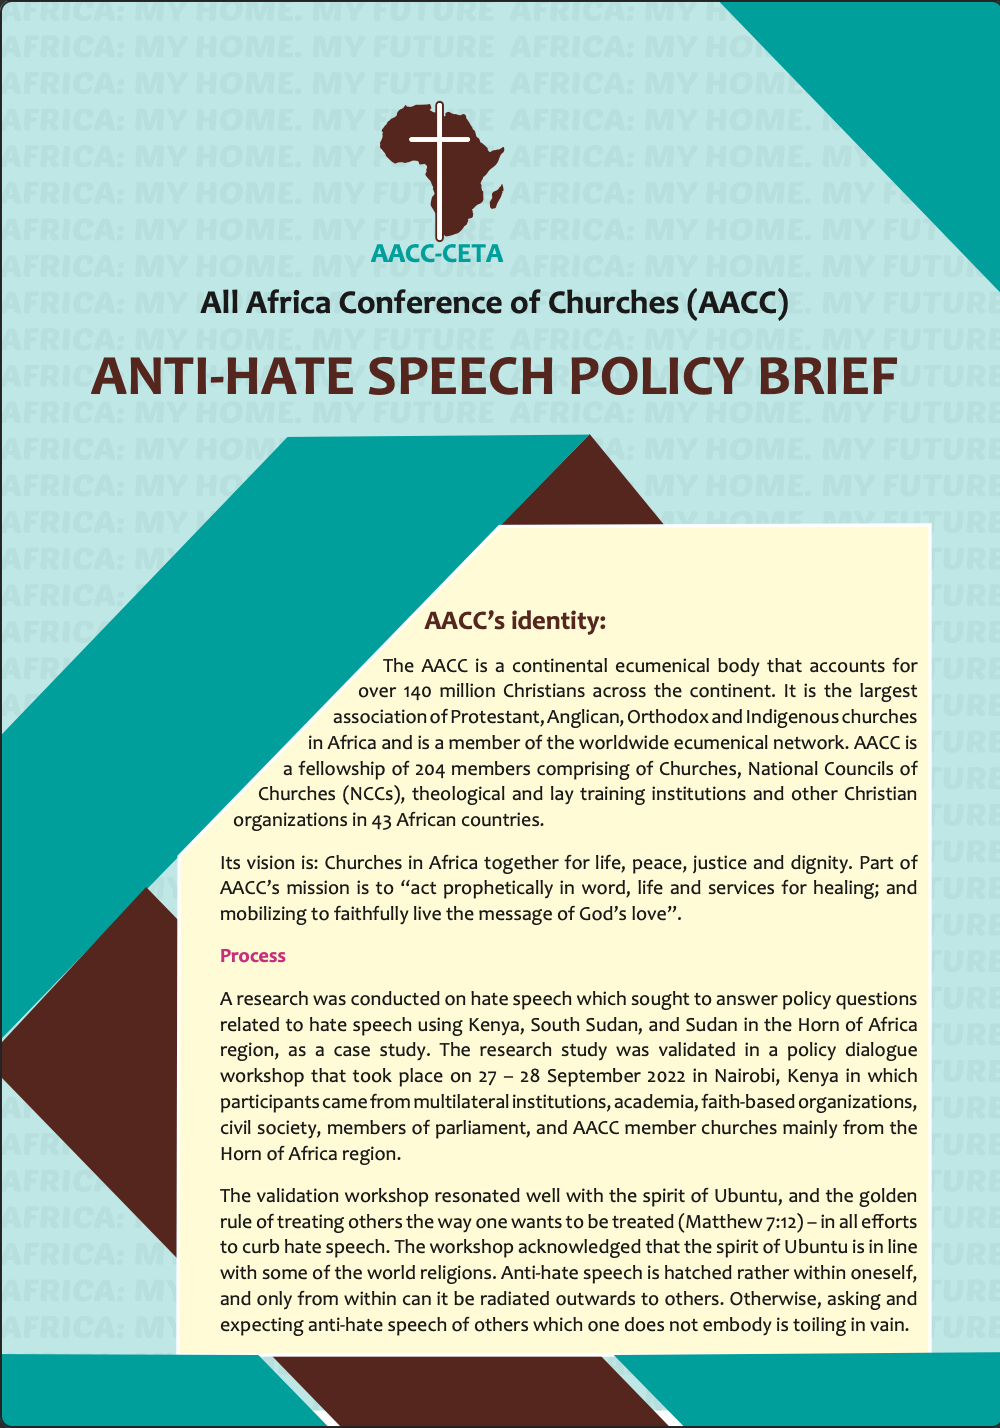 AACC-CETA
All Africa Conference of Churches (AACC)
ANTI-HATE SPEECH POLICY BRIEF
AACC’s identity:
The AACC is a continental ecumenical body that accounts for
over 140 million Christians across the continent. It is the largest
association of Protestant, Anglican, Orthodox and Indigenous churches
in Africa and is a member of the worldwide ecumenical network. AACC is
a fellowship of 204 members comprising of Churches, National Councils of
Churches (NCCs), theological and lay training institutions and other Christian
organizations in 43 African countries.
Its vision is: Churches in Africa together for life, peace, justice and dignity. Part of
AACC’s mission is to “act prophetically in word, life and services for healing; and
mobilizing to faithfully live the message of God’s love”.
Process
A research was conducted on hate speech which sought to answer policy questions
related to hate speech using Kenya, South Sudan, and Sudan in the Horn of Africa
region, as a case study. The research study was validated in a policy dialogue
workshop that took place on 27 – 28 September 2022 in Nairobi, Kenya in which
participants came from multilateral institutions, academia, faith-based organizations,
civil society, members of parliament, and AACC member churches mainly from the
Horn of Africa region.
The validation workshop resonated well with the spirit of Ubuntu, and the golden
rule of treating others the way one wants to be treated (Matthew 7:12) – in all efforts
to curb hate speech. The workshop acknowledged that the spirit of Ubuntu is in line
with some of the world religions. Anti-hate speech is hatched rather within oneself,
and only from within can it be radiated outwards to others. Otherwise, asking and
expecting anti-hate speech of others which one does not embody is toiling in vain.
AFRICA: MY HOME. MY FUTURE